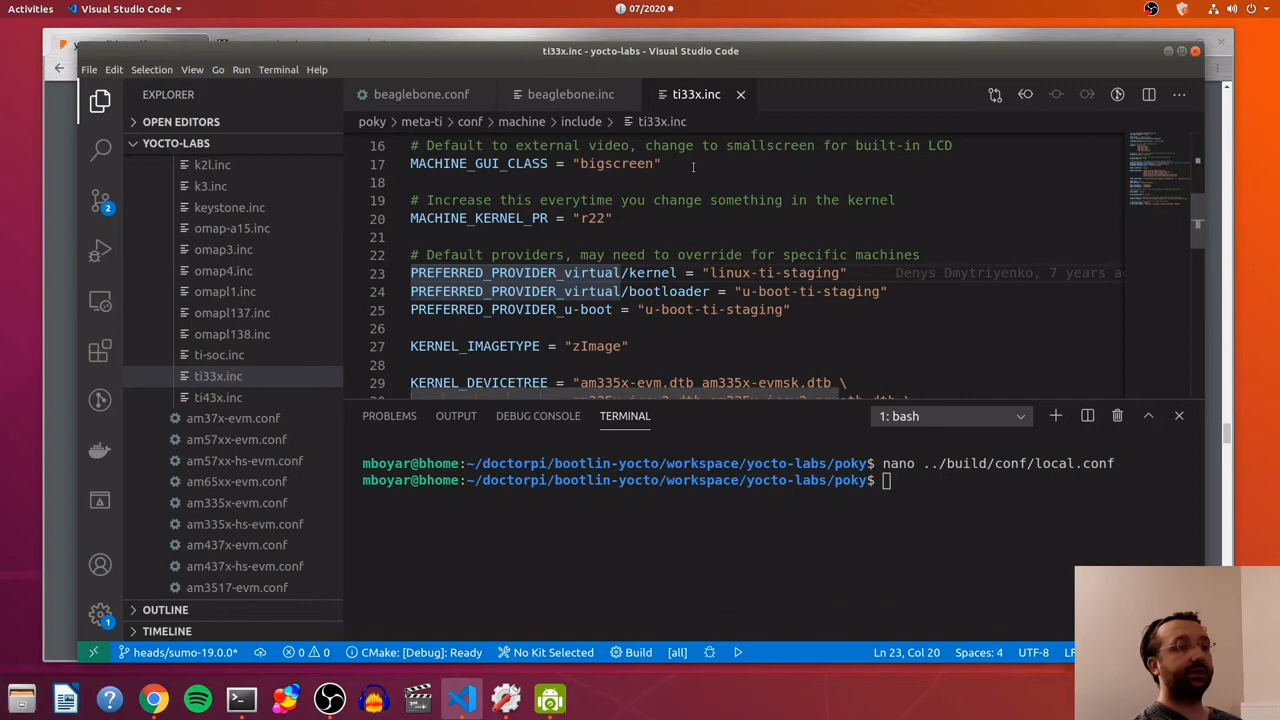 Activities
Visual Studio Code
07/2020
ti33x.inc - yocto-labs - Visual Studio Code
File Edit Selection View Go Run Terminal Help
EXPLORER
OPEN EDITORS
YOCTO-LABS
k2l.inc
k3.inc
keystone.inc
omap-a15.inc
omap3.inc
omap4.inc
omapl1.inc
omapl137.inc
omapl138.inc
ti-soc.inc
ti33x.inc
ti43x.inc
am37x-evm.conf
am57xx-evm.conf
am57xx-hs-evm.conf
am65xx-evm.conf
am335x-evm.conf
am335x-hs-evm.conf
am437x-evm.conf
am437x-hs-evm.conf
am3517-evm.conf
OUTLINE
TIMELINE
2
1
beaglebone.conf
beaglebone.inc
ti33x.inc
poky > meta-ti > conf > machine > include > ti33x.inc
16 # Default to external video, change to smallscreen for built-in LCD
17 MACHINE_GUI_CLASS = "bigscreen"
18
19 # Increase this everytime you change something in the kernel
20 MACHINE_KERNEL_PR = "r22"
21
22 # Default providers, may need to override for specific machines
23 PREFERRED_PROVIDER_virtual/kernel = "linux-ti-staging" Denys Dmytriyenko, 7 years
24 PREFERRED_PROVIDER_virtual/bootloader = "u-boot-ti-staging"
25 PREFERRED_PROVIDER_u-boot = "u-boot-ti-staging"
26
27 KERNEL_IMAGETYPE = "zImage"
28
29 KERNEL_DEVICETREE = "am335x-evm.dtb am335x-evmsk.dtb \
PROBLEMS OUTPUT DEBUG CONSOLE TERMINAL
1: bash
mboyar@bhome:~/doctorpi/bootlin-yocto/workspace/yocto-labs/poky$ nano ../build/conf/local.conf
mboyar@bhome:~/doctorpi/bootlin-yocto/workspace/yocto-labs/poky$
heads/sumo-19.0.0* 0 0 CMake: [Debug]: Ready No Kit Selected Build [all] Ln 23, Col 20 Spaces: 4 UTF-8